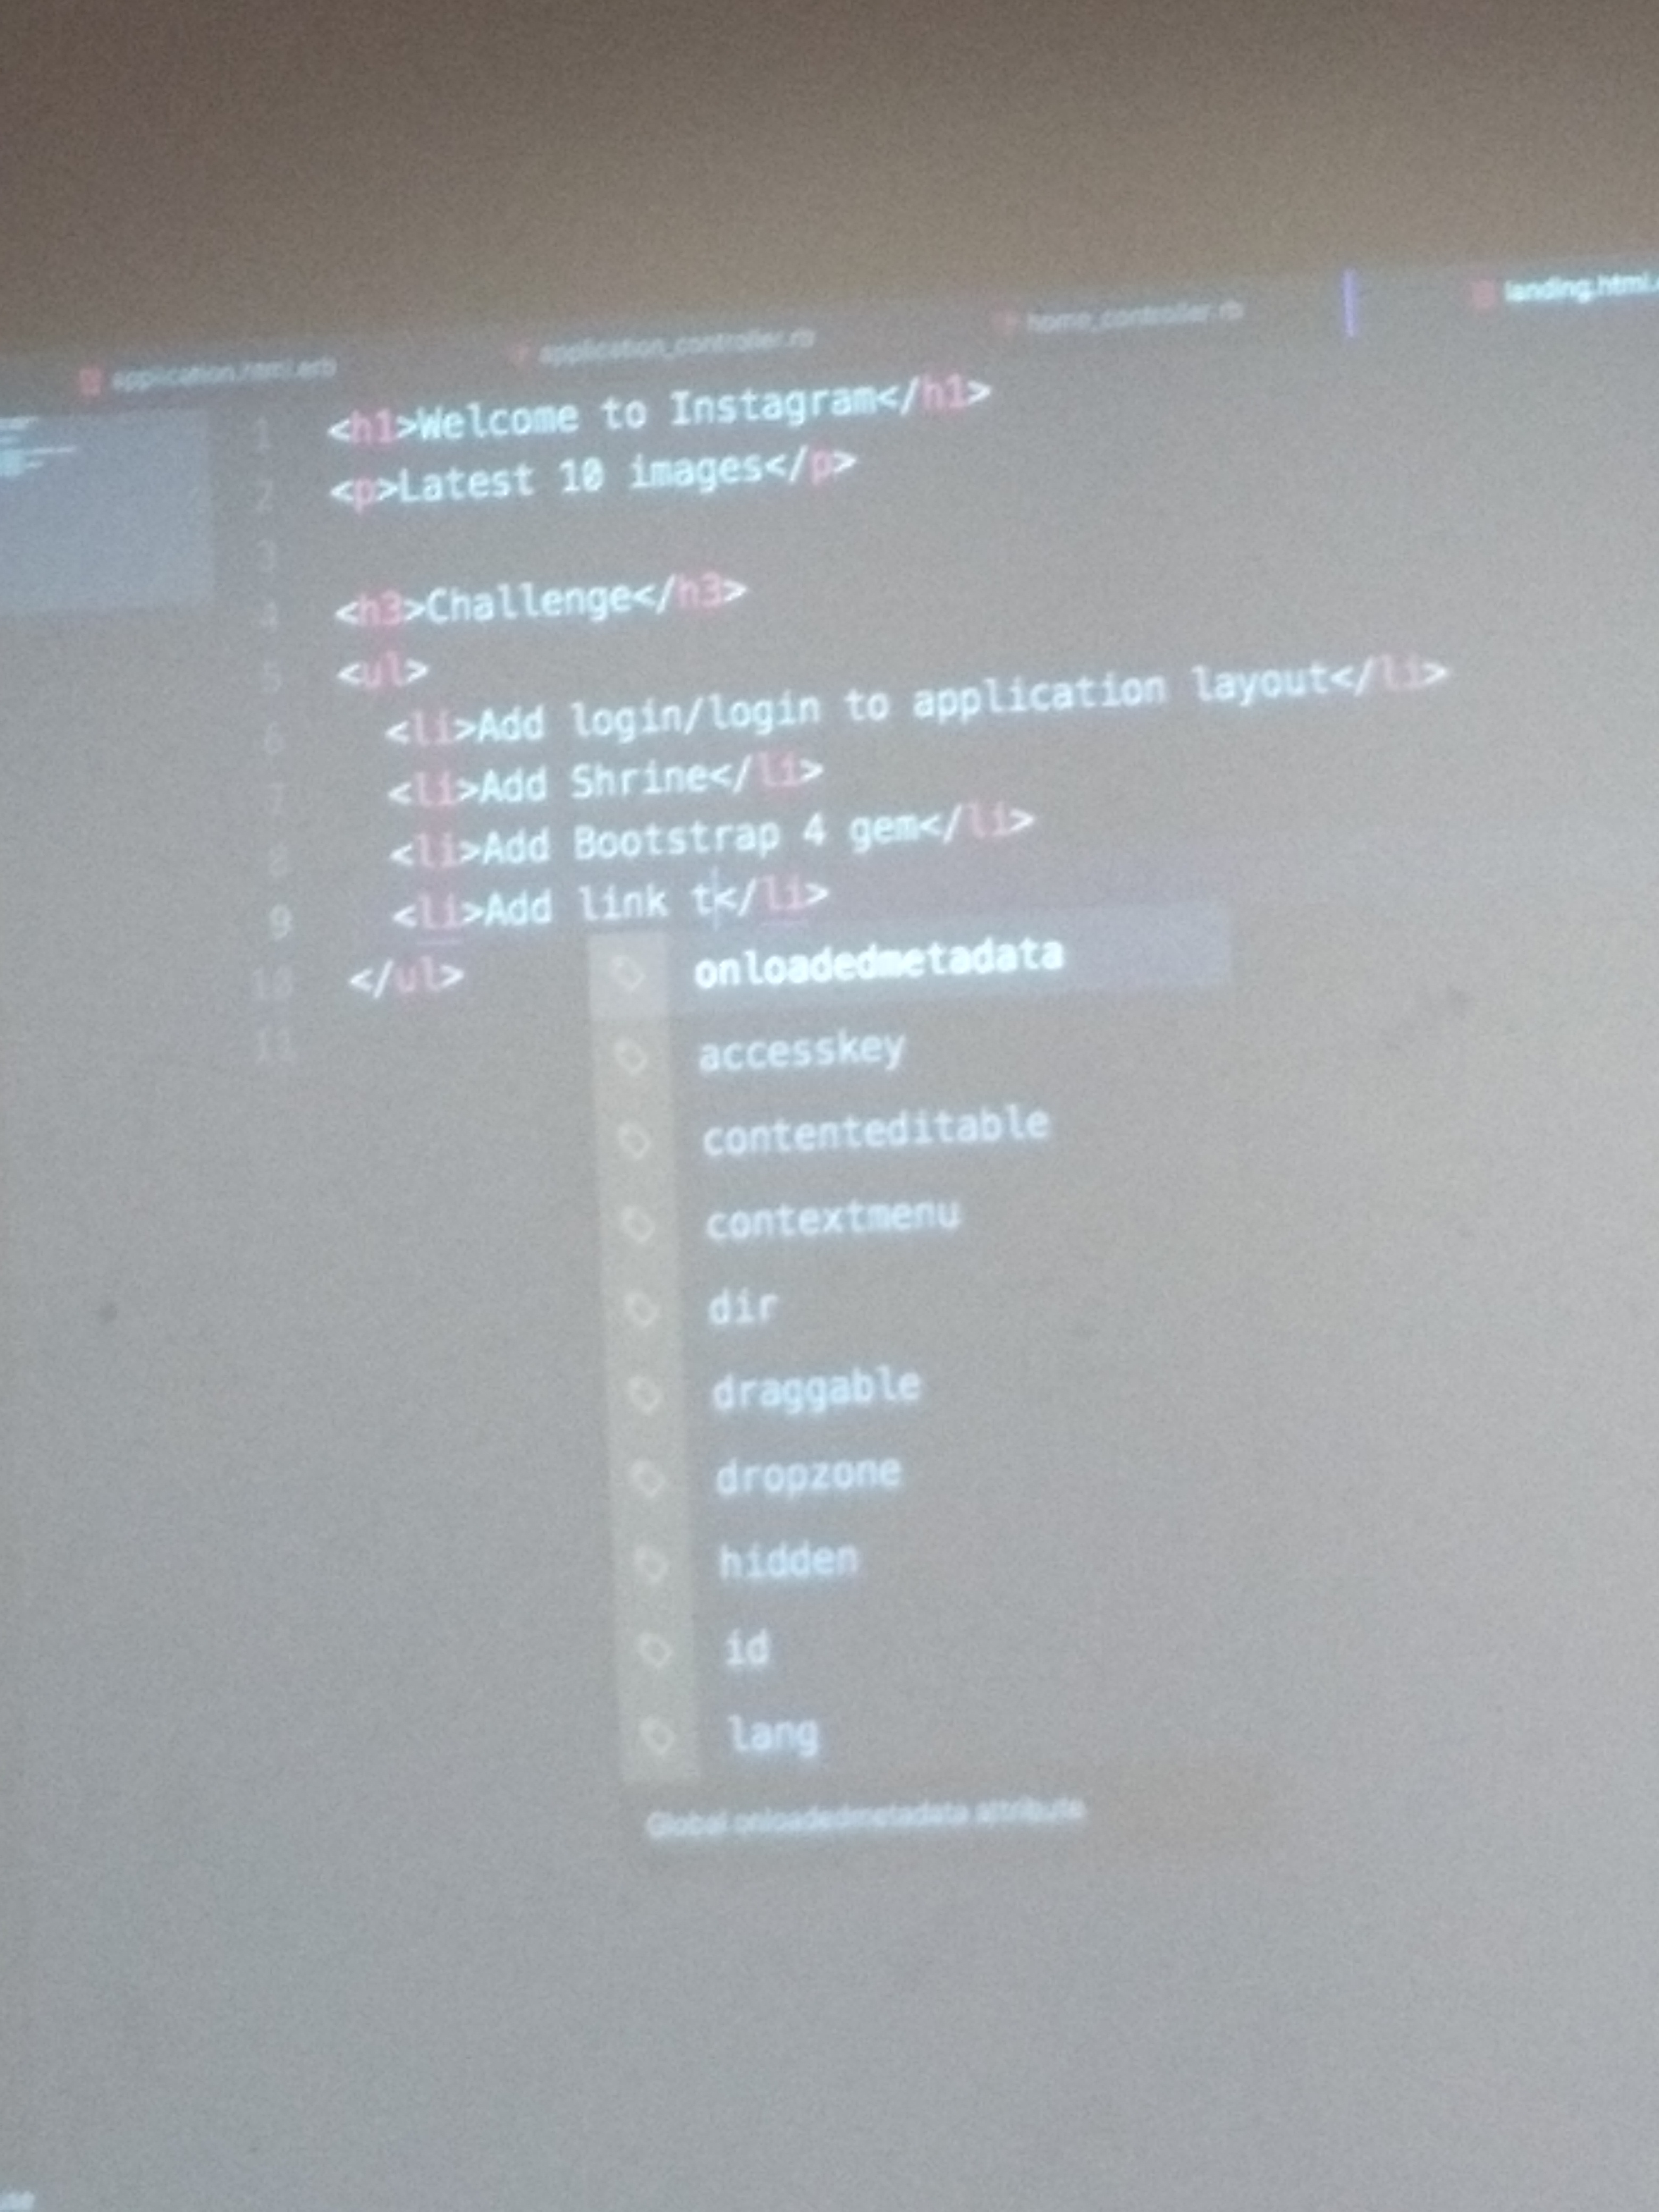 application.html.erb application_controller.rb home_controller.rb landing.html.
1 <h1>Welcome to Instagram</h1>
2 <p>Latest 10 images</p>
3
4 <h3>Challenge</h3>
5 <ul>
6 <li>Add login/login to application layout</li>
7 <li>Add Shrine</li>
8 <li>Add Bootstrap 4 gem</li>
9 <li>Add link t</li>
10 </ul>
11
onloadedmetadata
accesskey
contenteditable
contextmenu
dir
draggable
dropzone
hidden
id
lang
Global onloadedmetadata attribute